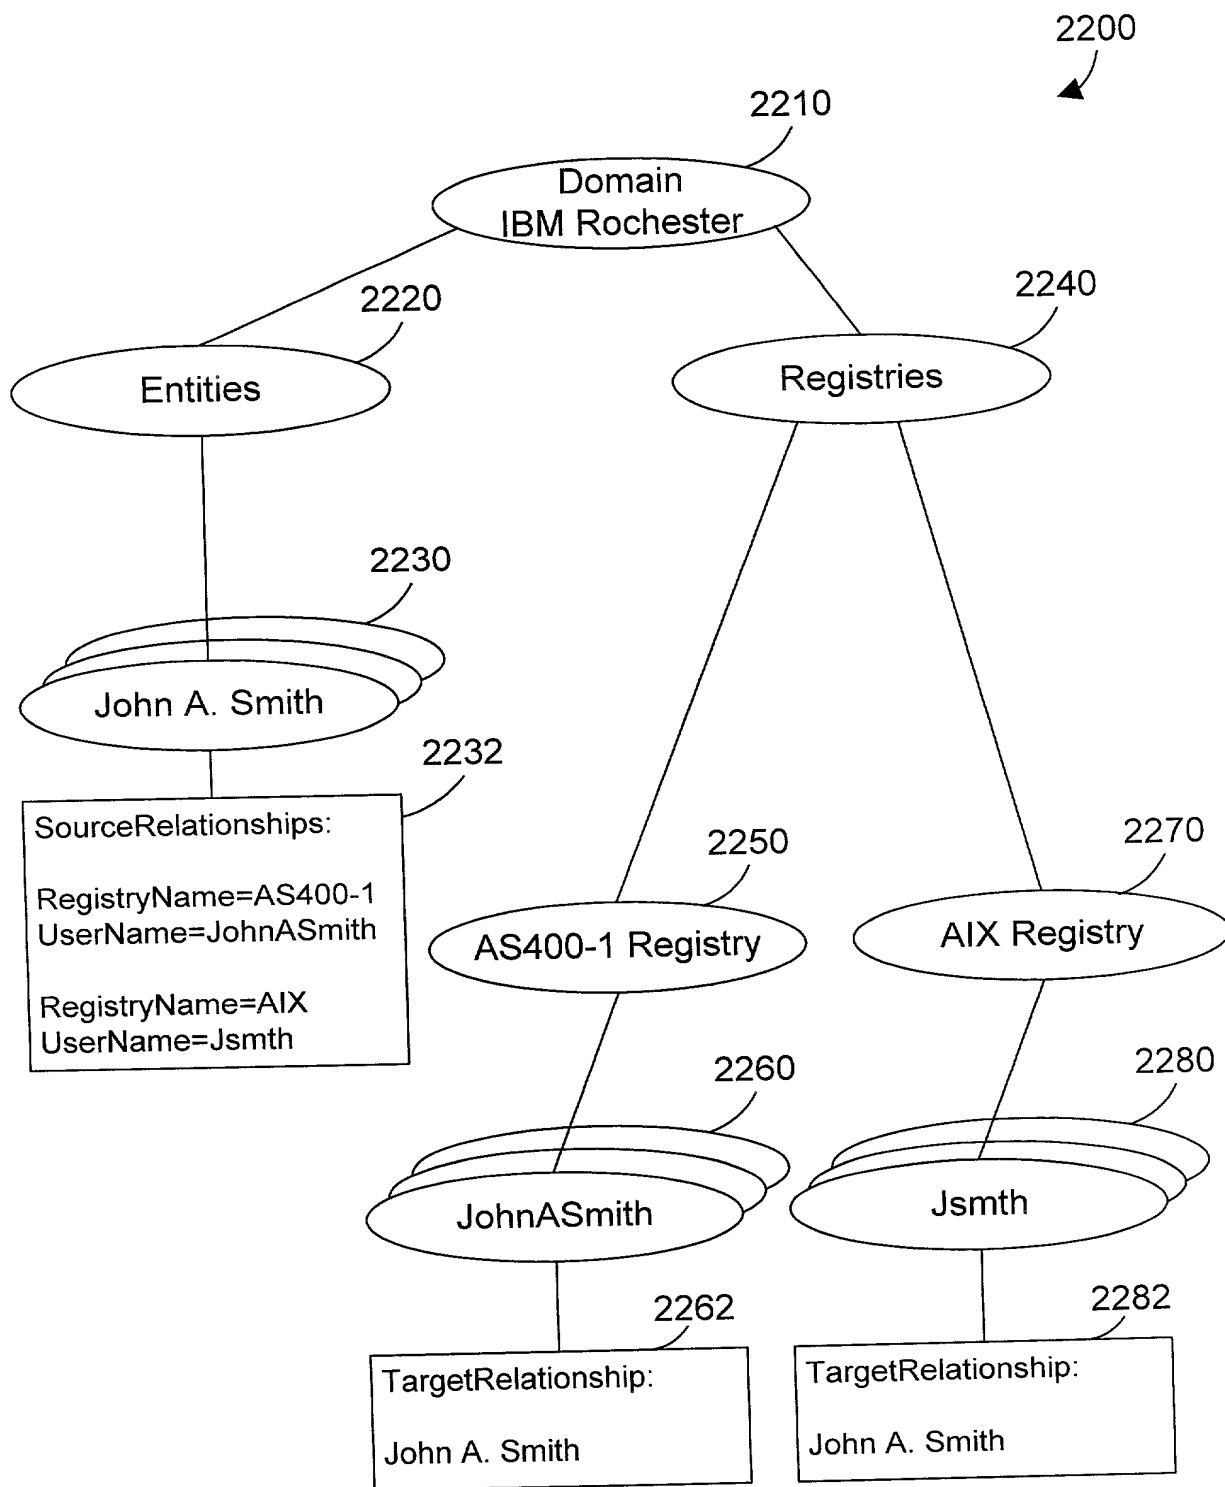 2200
2210
Domain
IBM Rochester
2220
2240
Entities
Registries
2230
John A. Smith
2232
SourceRelationships:
RegistryName=AS400-1
UserName=JohnASmith
RegistryName=AIX
UserName=Jsmth
2250
2270
AS400-1 Registry
AIX Registry
2260
2280
JohnASmith
Jsmth
2262
2282
TargetRelationship:
John A. Smith
TargetRelationship:
John A. Smith